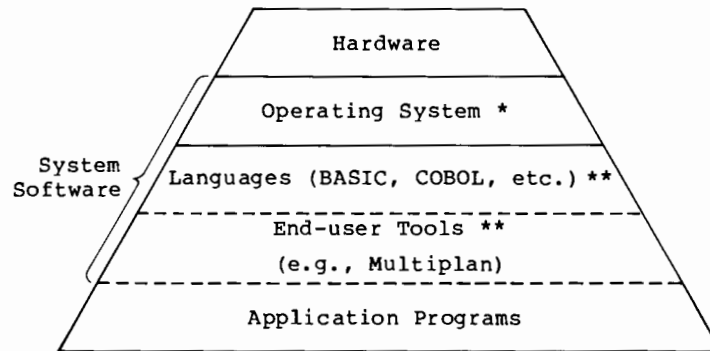 Hardware
Operating System *
System
Software
Languages (BASIC, COBOL, etc.) **
End-user Tools **
(e.g., Multiplan)
Application Programs